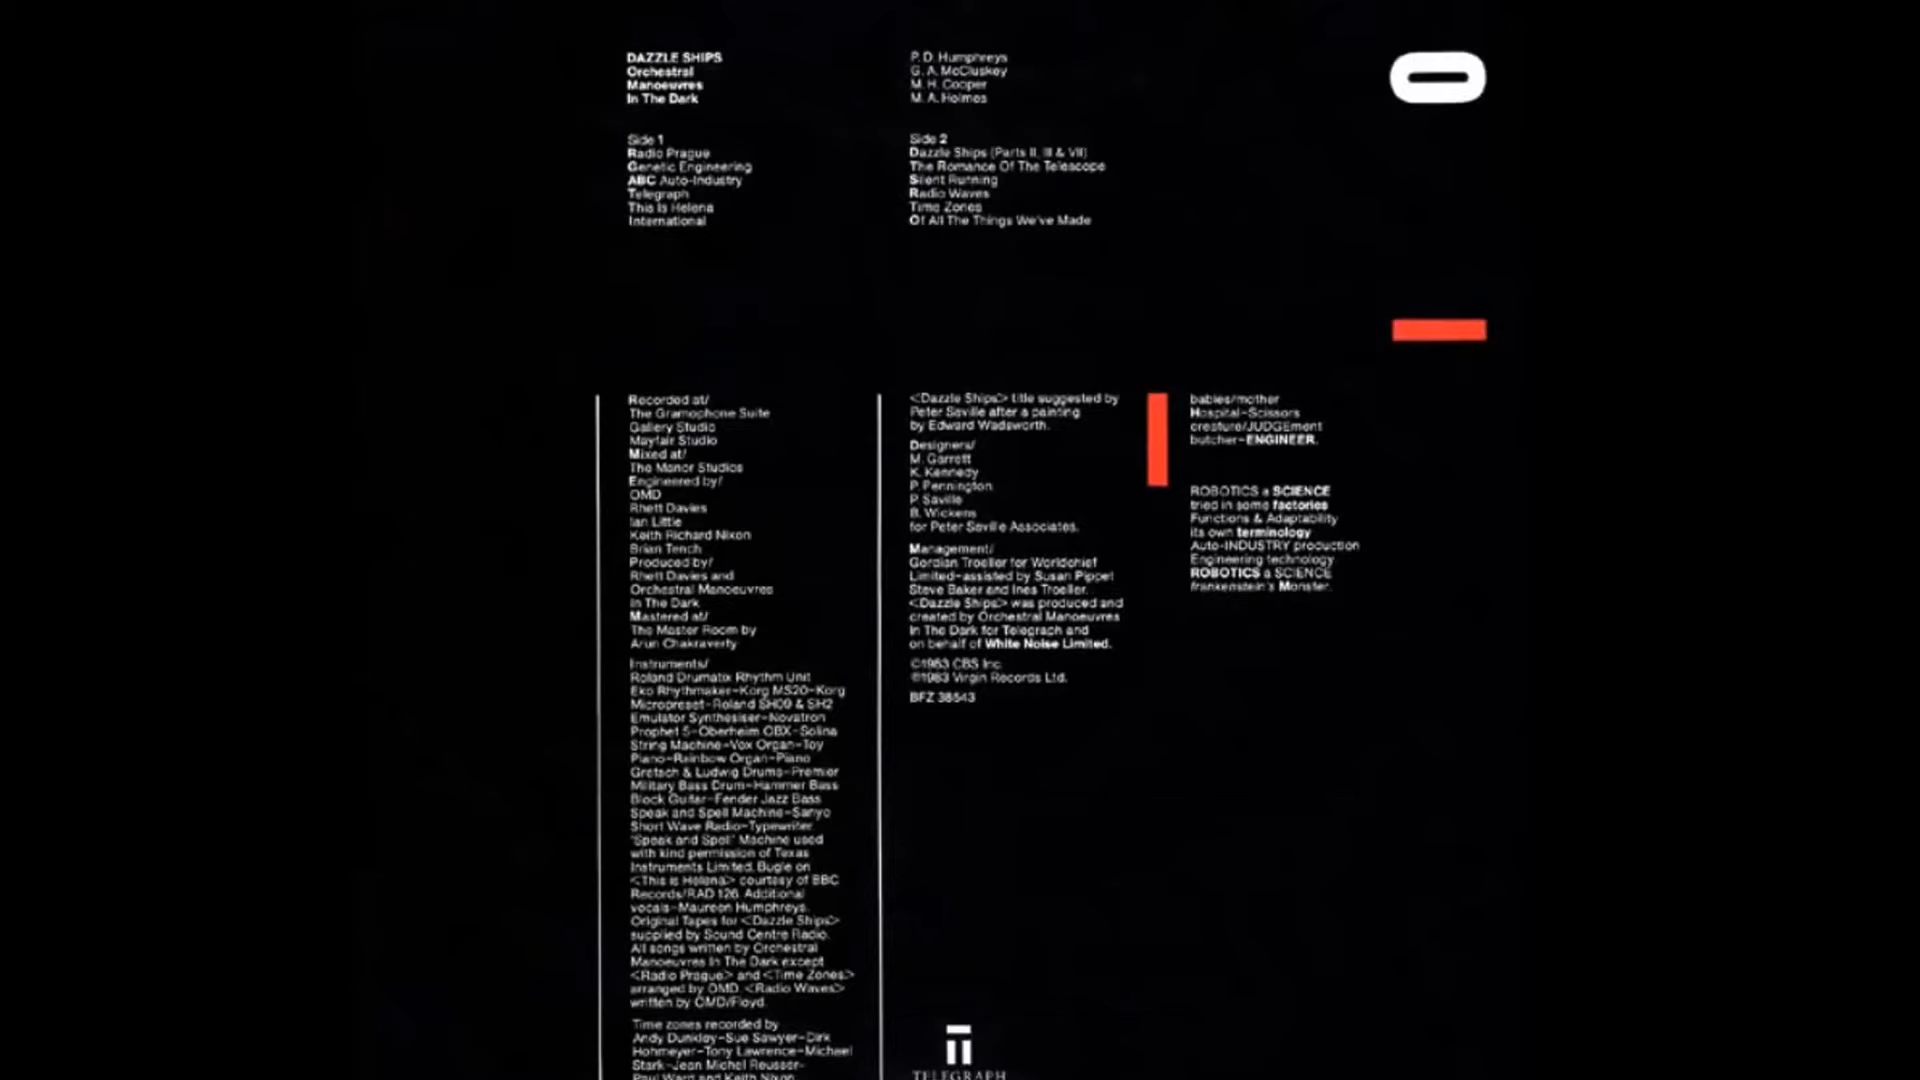 DAZZLE SHIPS
Orchestral
Manoeuvres
In The Dark
P. D. Humphreys
G. A. McCluskey
M. H. Cooper
M. A. Holmes
Side 1
Radio Prague
Genetic Engineering
ABC Auto-Industry
Telegraph
This Is Helena
International
Side 2
Dazzle Ships (Parts II, III & VII)
The Romance Of The Telescope
Silent Running
Radio Waves
Time Zones
Of All The Things We've Made
Recorded at/
The Gramophone Suite
Gallery Studio
Mayfair Studio
Mixed at/
The Manor Studios
Engineered by/
OMD
Rhett Davies
Ian Little
Keith Richard Nixon
Brian Tench
Produced by/
Rhett Davies and
Orchestral Manoeuvres
In The Dark
Mastered at/
The Master Room by
Arun Chakraverty
Instruments/
Roland Drumatix Rhythm Unit
Eko Rhythmaker-Korg MS20-Korg
Micropreset-Roland SH09 & SH2
Emulator Synthesiser-Novatron
Prophet 5-Oberheim OBX-Solina
String Machine-Vox Organ-Toy
Piano-Rainbow Organ-Piano
Gretsch & Ludwig Drums-Premier
Military Bass Drum-Hammer Bass
Block Guitar-Fender Jazz Bass
Speak and Spell Machine-Sanyo
Short Wave Radio-Typewriter.
"Speak and Spell" Machine used
with kind permission of Texas
Instruments Limited. Bugle on
<This is Helena> courtesy of BBC
Records/RAD 126. Additional
vocals-Maureen Humphreys.
Original Tapes for <Dazzle Ships>
supplied by Sound Centre Radio.
All songs written by Orchestral
Manoeuvres In The Dark except
<Radio Prague> and <Time Zones>
arranged by OMD. <Radio Waves>
written by OMD/Floyd.
Time zones recorded by
Andy Dunkley-Sue Sawyer-Dirk
Hohmeyer-Tony Lawrence-Michael
Stark-Jean Michel Reusser-
Paul Ward and Keith Nixon.
<Dazzle Ships> title suggested by
Peter Saville after a painting
by Edward Wadsworth.
Designers/
M. Garrett
K. Kennedy
P. Pennington
P. Saville
B. Wickens
for Peter Saville Associates.
Management/
Gordian Troeller for Worldchief
Limited-assisted by Susan Pippet
Steve Baker and Ines Troeller.
<Dazzle Ships> was produced and
created by Orchestral Manoeuvres
In The Dark for Telegraph and
on behalf of White Noise Limited.
©1983 CBS Inc.
℗1983 Virgin Records Ltd.
BFZ 38543
TELEGRAPH
babies/mother
Hospital-Scissors
creature/JUDGEment
butcher-ENGINEER.
ROBOTICS a SCIENCE
tried in some factories
Functions & Adaptability
its own terminology
Auto-INDUSTRY production
Engineering technology
ROBOTICS a SCIENCE
frankenstein's Monster.